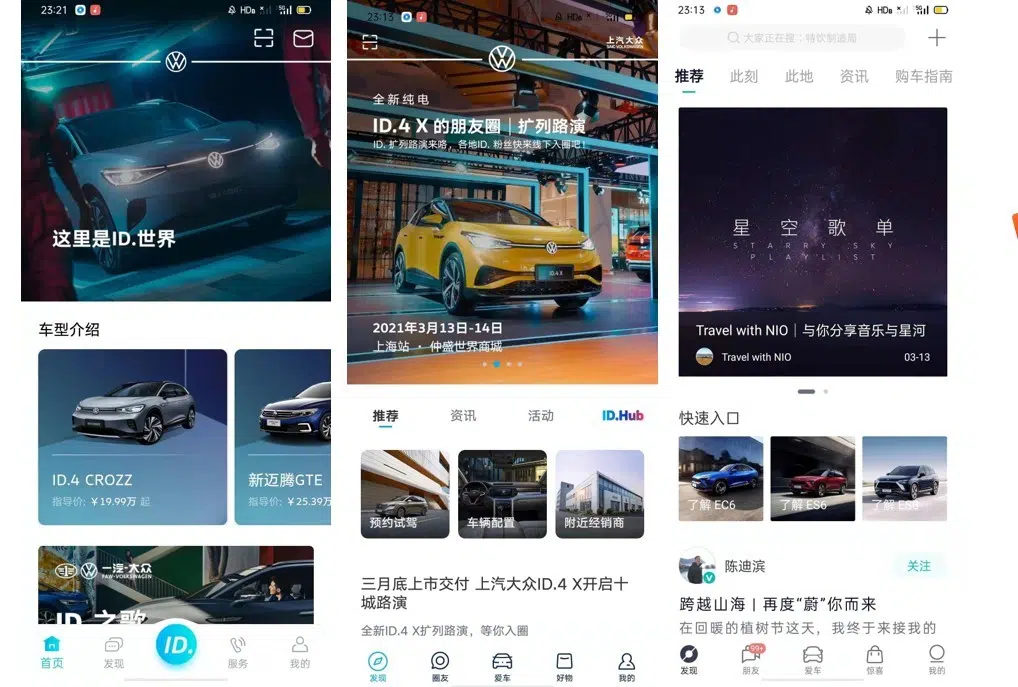 23:21
HD
5G
这里是ID.世界
车型介绍
ID.4 CROZZ
指导价: ¥19.99万 起
新迈腾GTE
指导价: ¥25.39万
一汽-大众
FAW-VOLKSWAGEN
ID.之歌
ID.
首页
发现
服务
我的
23:13
HD
上汽大众
SAIC VOLKSWAGEN
全新纯电
ID.4 X 的朋友圈｜扩列路演
ID. 扩列路演来咯，各地ID. 粉丝快来线下入圈吧！
ID.4 X
2021年3月13日-14日
上海站 · 仲盛世界商城
推荐
资讯
活动
ID.Hub
预约试驾
车辆配置
附近经销商
三月底上市交付 上汽大众ID.4 X开启十
城路演
全新ID.4 X扩列路演，等你入圈
发现
圈友
爱车
好物
我的
23:13
HD
5G
大家正在搜：特饮制造局
推荐
此刻
此地
资讯
购车指南
星空歌单
STARRY SKY
PLAYLIST
Travel with NIO｜与你分享音乐与星河
Travel with NIO
03-13
快速入口
了解 EC6
了解 ES6
了解 ES8
陈迪滨
关注
跨越山海 | 再度“蔚”你而来
在回暖的植树节这天，我终于来接我的
99+
发现
朋友
爱车
惊喜
我的